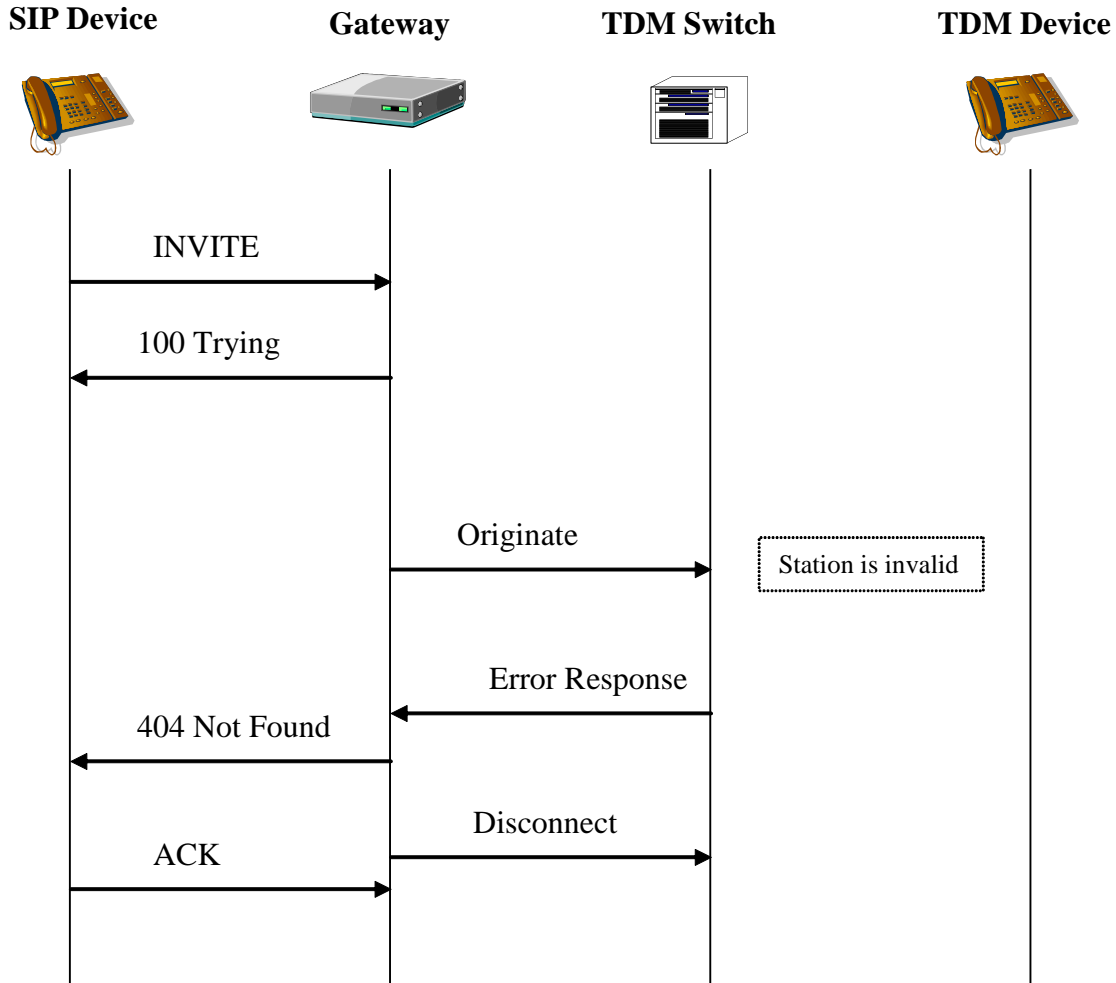 SIP Device
Gateway
TDM Switch
TDM Device
INVITE
100 Trying
Originate
Station is invalid
Error Response
404 Not Found
Disconnect
ACK